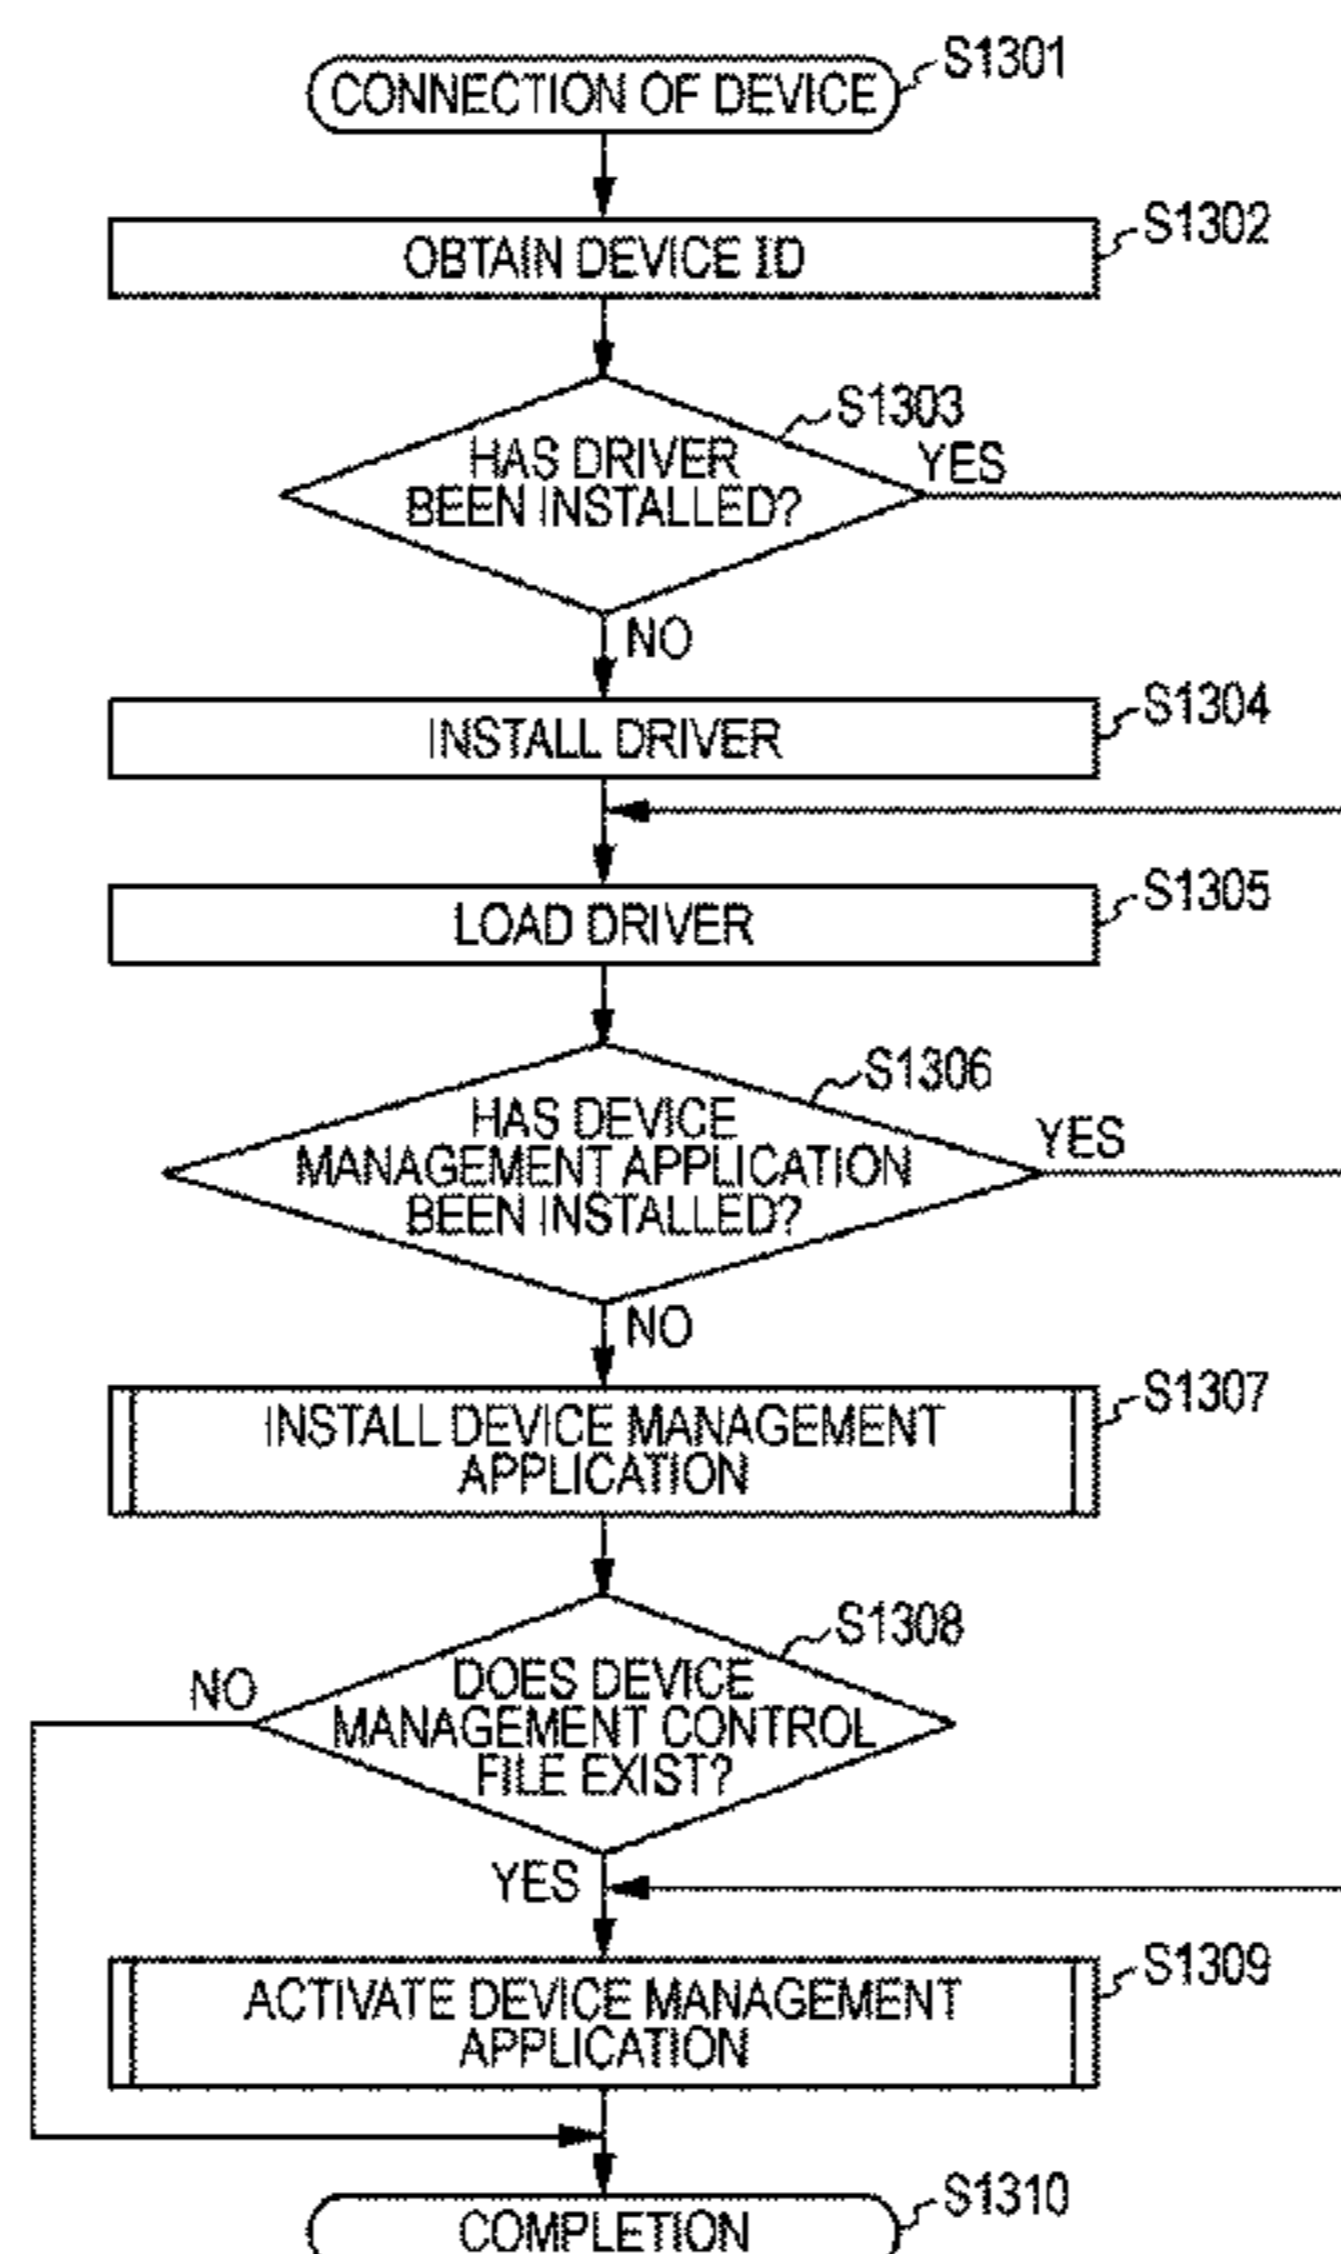 CONNECTION OF DEVICE
S1301
OBTAIN DEVICE ID
S1302
S1303
HAS DRIVER
BEEN INSTALLED?
YES
NO
INSTALL DRIVER
S1304
LOAD DRIVER
S1305
S1306
HAS DEVICE
MANAGEMENT APPLICATION
BEEN INSTALLED?
YES
NO
INSTALL DEVICE MANAGEMENT
APPLICATION
S1307
S1308
DOES DEVICE
MANAGEMENT CONTROL
FILE EXIST?
NO
YES
ACTIVATE DEVICE MANAGEMENT
APPLICATION
S1309
COMPLETION
S1310